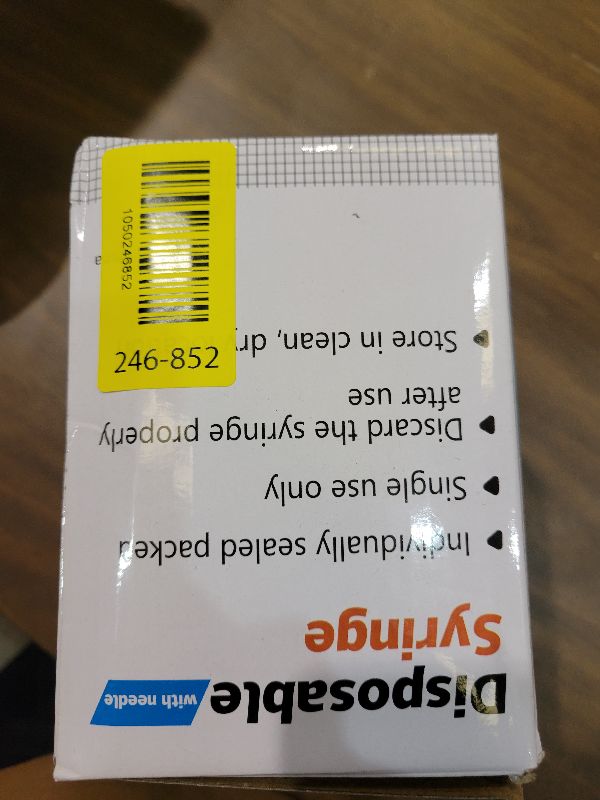 Disposable with needle
Syringe
Individually sealed packed
Single use only
Discard the syringe properly
after use
Store in clean, dry
1050246852
246-852